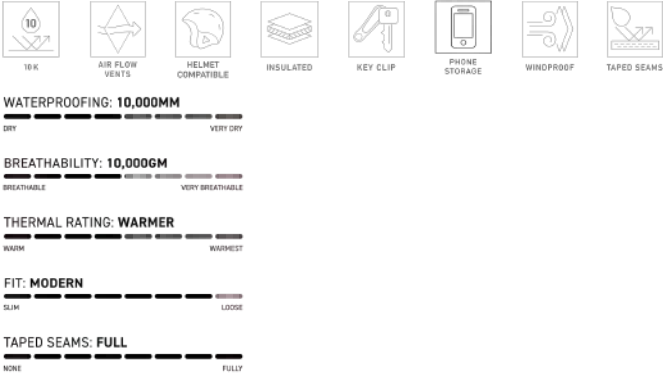 10
10K
AIR FLOW
VENTS
HELMET
COMPATIBLE
INSULATED
KEY CLIP
PHONE
STORAGE
WINDPROOF
TAPED SEAMS
WATERPROOFING: 10,000MM
DRY VERY DRY
BREATHABILITY: 10,000GM
BREATHABLE VERY BREATHABLE
THERMAL RATING: WARMER
WARM WARMEST
FIT: MODERN
SLIM LOOSE
TAPED SEAMS: FULL
NONE FULLY